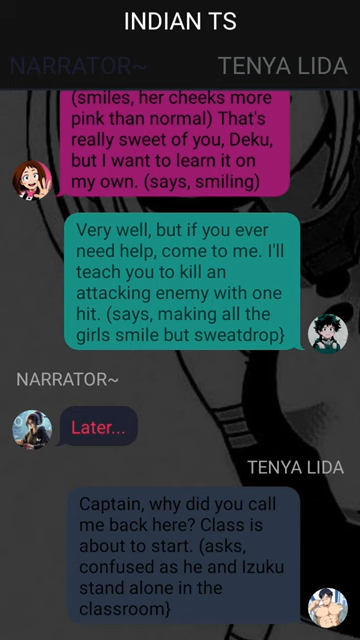 INDIAN TS
NARRATOR~
TENYA LIDA
(smiles, her cheeks more
pink than normal) That's
really sweet of you, Deku,
but I want to learn it on
my own. (says, smiling)
Very well, but if you ever
need help, come to me. I'll
teach you to kill an
attacking enemy with one
hit. (says, making all the
girls smile but sweatdrop}
NARRATOR~
Later...
TENYA LIDA
Captain, why did you call
me back here? Class is
about to start. (asks,
confused as he and Izuku
stand alone in the
classroom}